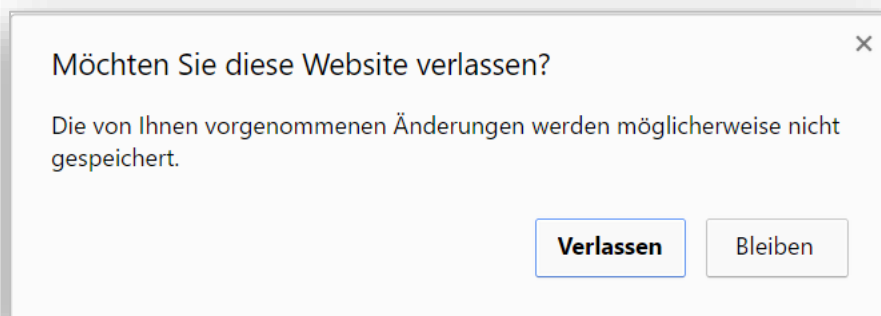 Möchten Sie diese Website verlassen?
Die von Ihnen vorgenommenen Änderungen werden möglicherweise nicht
gespeichert.
Verlassen Bleiben